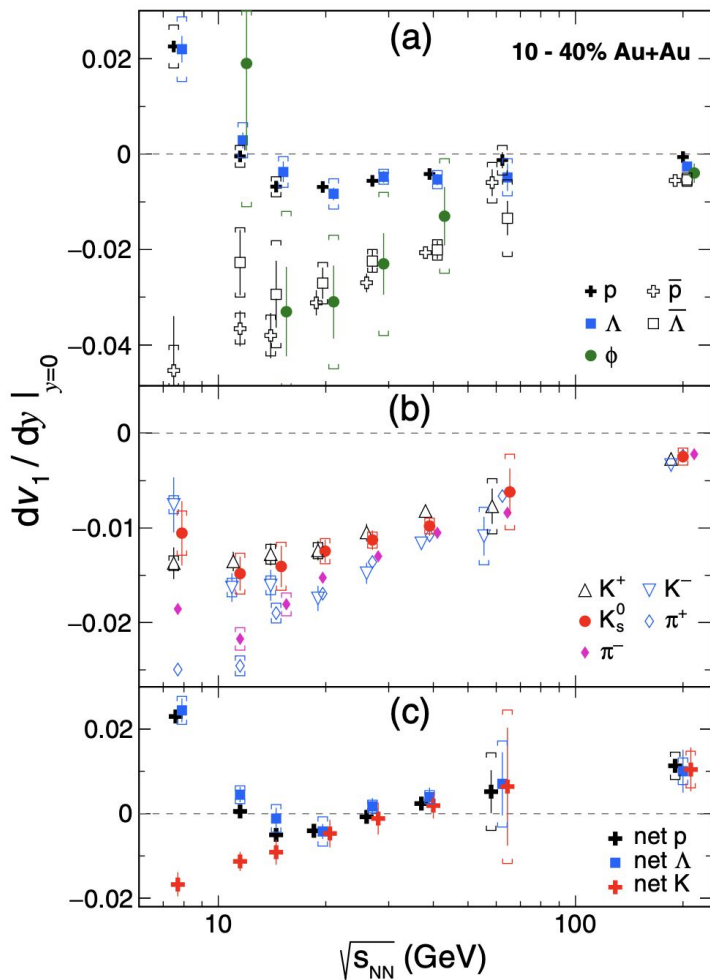 (a)
10 - 40% Au+Au
0.02
0
−0.02
−0.04
p
p̅
Λ
Λ̅
ϕ
dv₁ / dy |y=0
(b)
0
−0.01
−0.02
K⁺
K⁻
K⁰ₛ
π⁺
π⁻
(c)
0.02
0
−0.02
net p
net Λ
net K
10
100
√sNN (GeV)